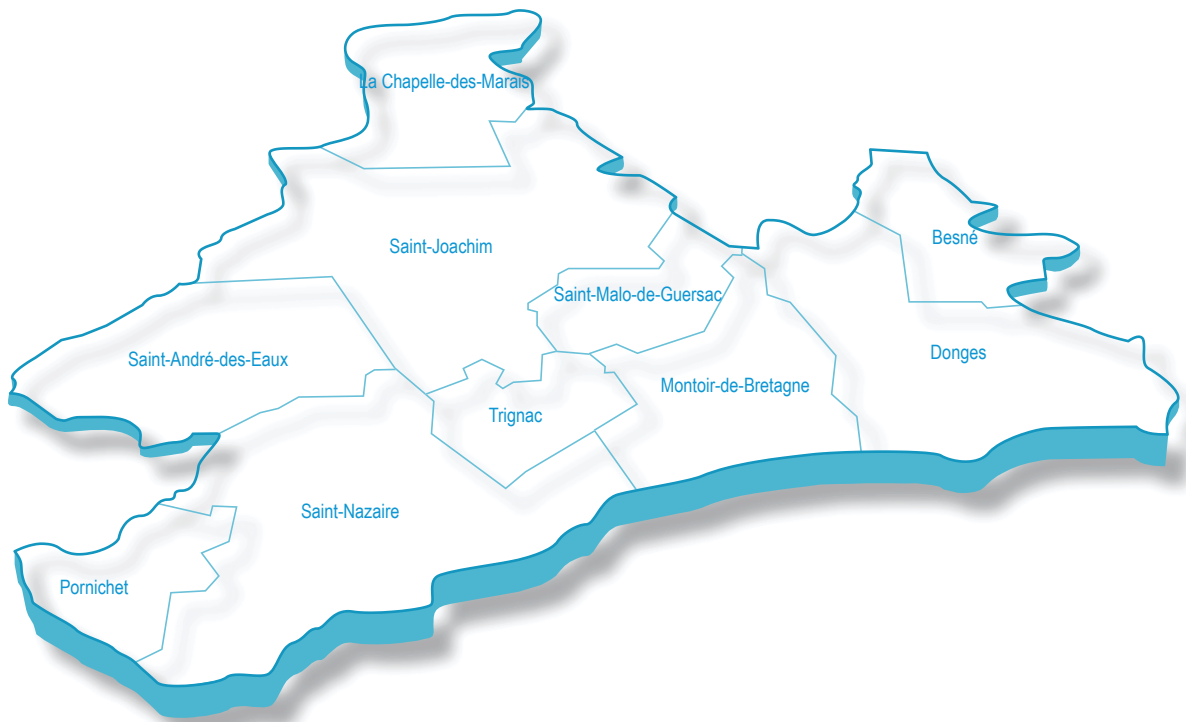 La Chapelle-des-Marais
Besné
Saint-Joachim
Saint-Malo-de-Guersac
Saint-André-des-Eaux
Donges
Montoir-de-Bretagne
Trignac
Saint-Nazaire
Pornichet